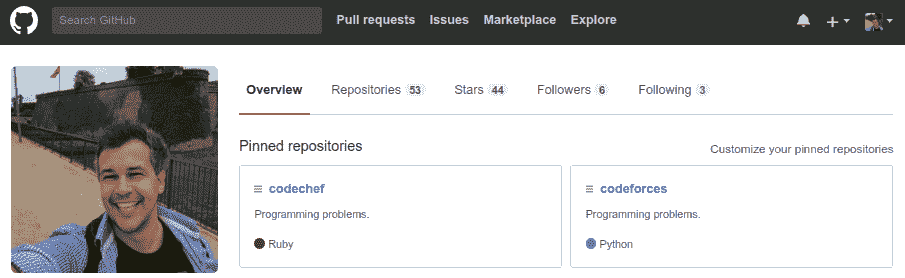 Search GitHub Pull requests Issues Marketplace Explore
Overview Repositories 53 Stars 44 Followers 6 Following 3
Pinned repositories Customize your pinned repositories
codechef codeforces
Programming problems. Programming problems.
Ruby Python